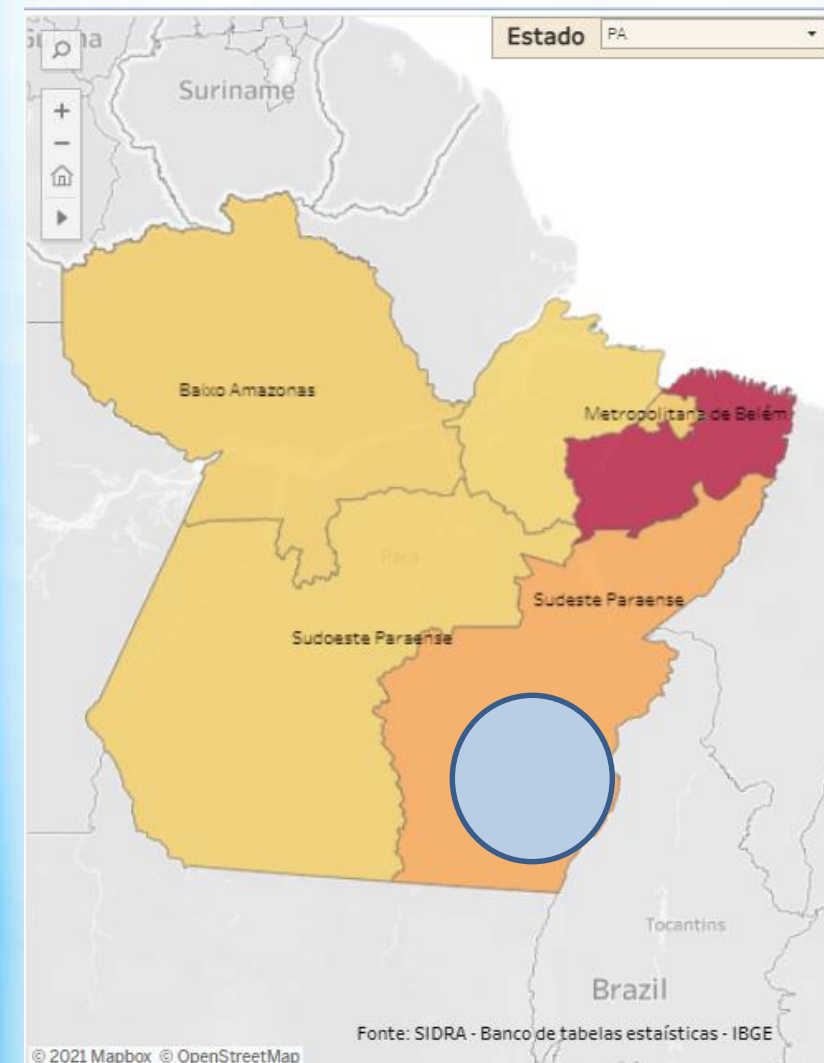 Estado PA
Suriname
Baixo Amazonas
Metropolitana de Belém
Pará
Sudeste Paraense
Sudoeste Paraense
Tocantins
Brazil
Fonte: SIDRA - Banco de tabelas estaísticas - IBGE
© 2021 Mapbox © OpenStreetMap